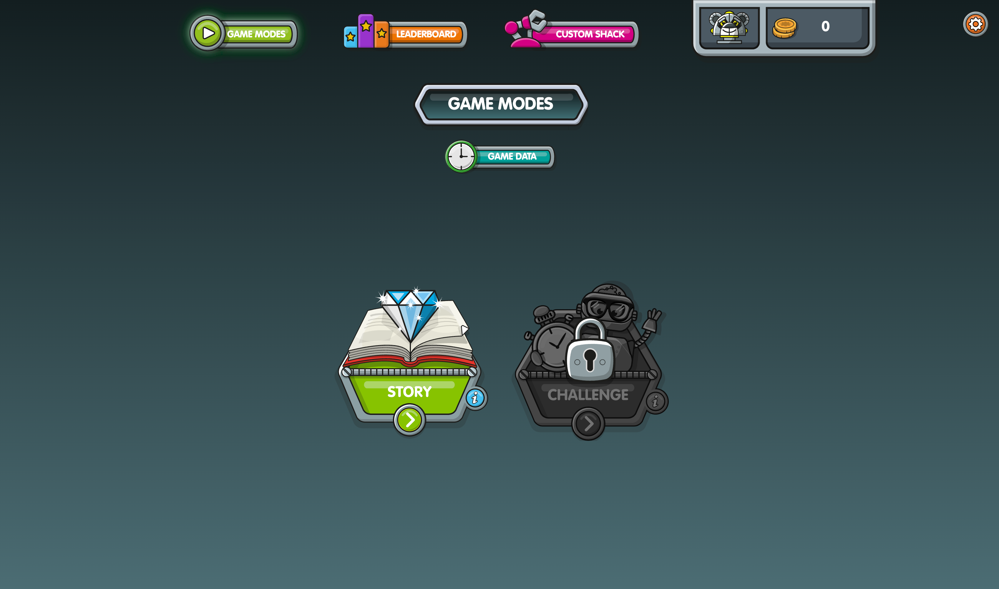 GAME MODES
LEADERBOARD
CUSTOM SHACK
0
GAME MODES
GAME DATA
STORY
i
CHALLENGE
i